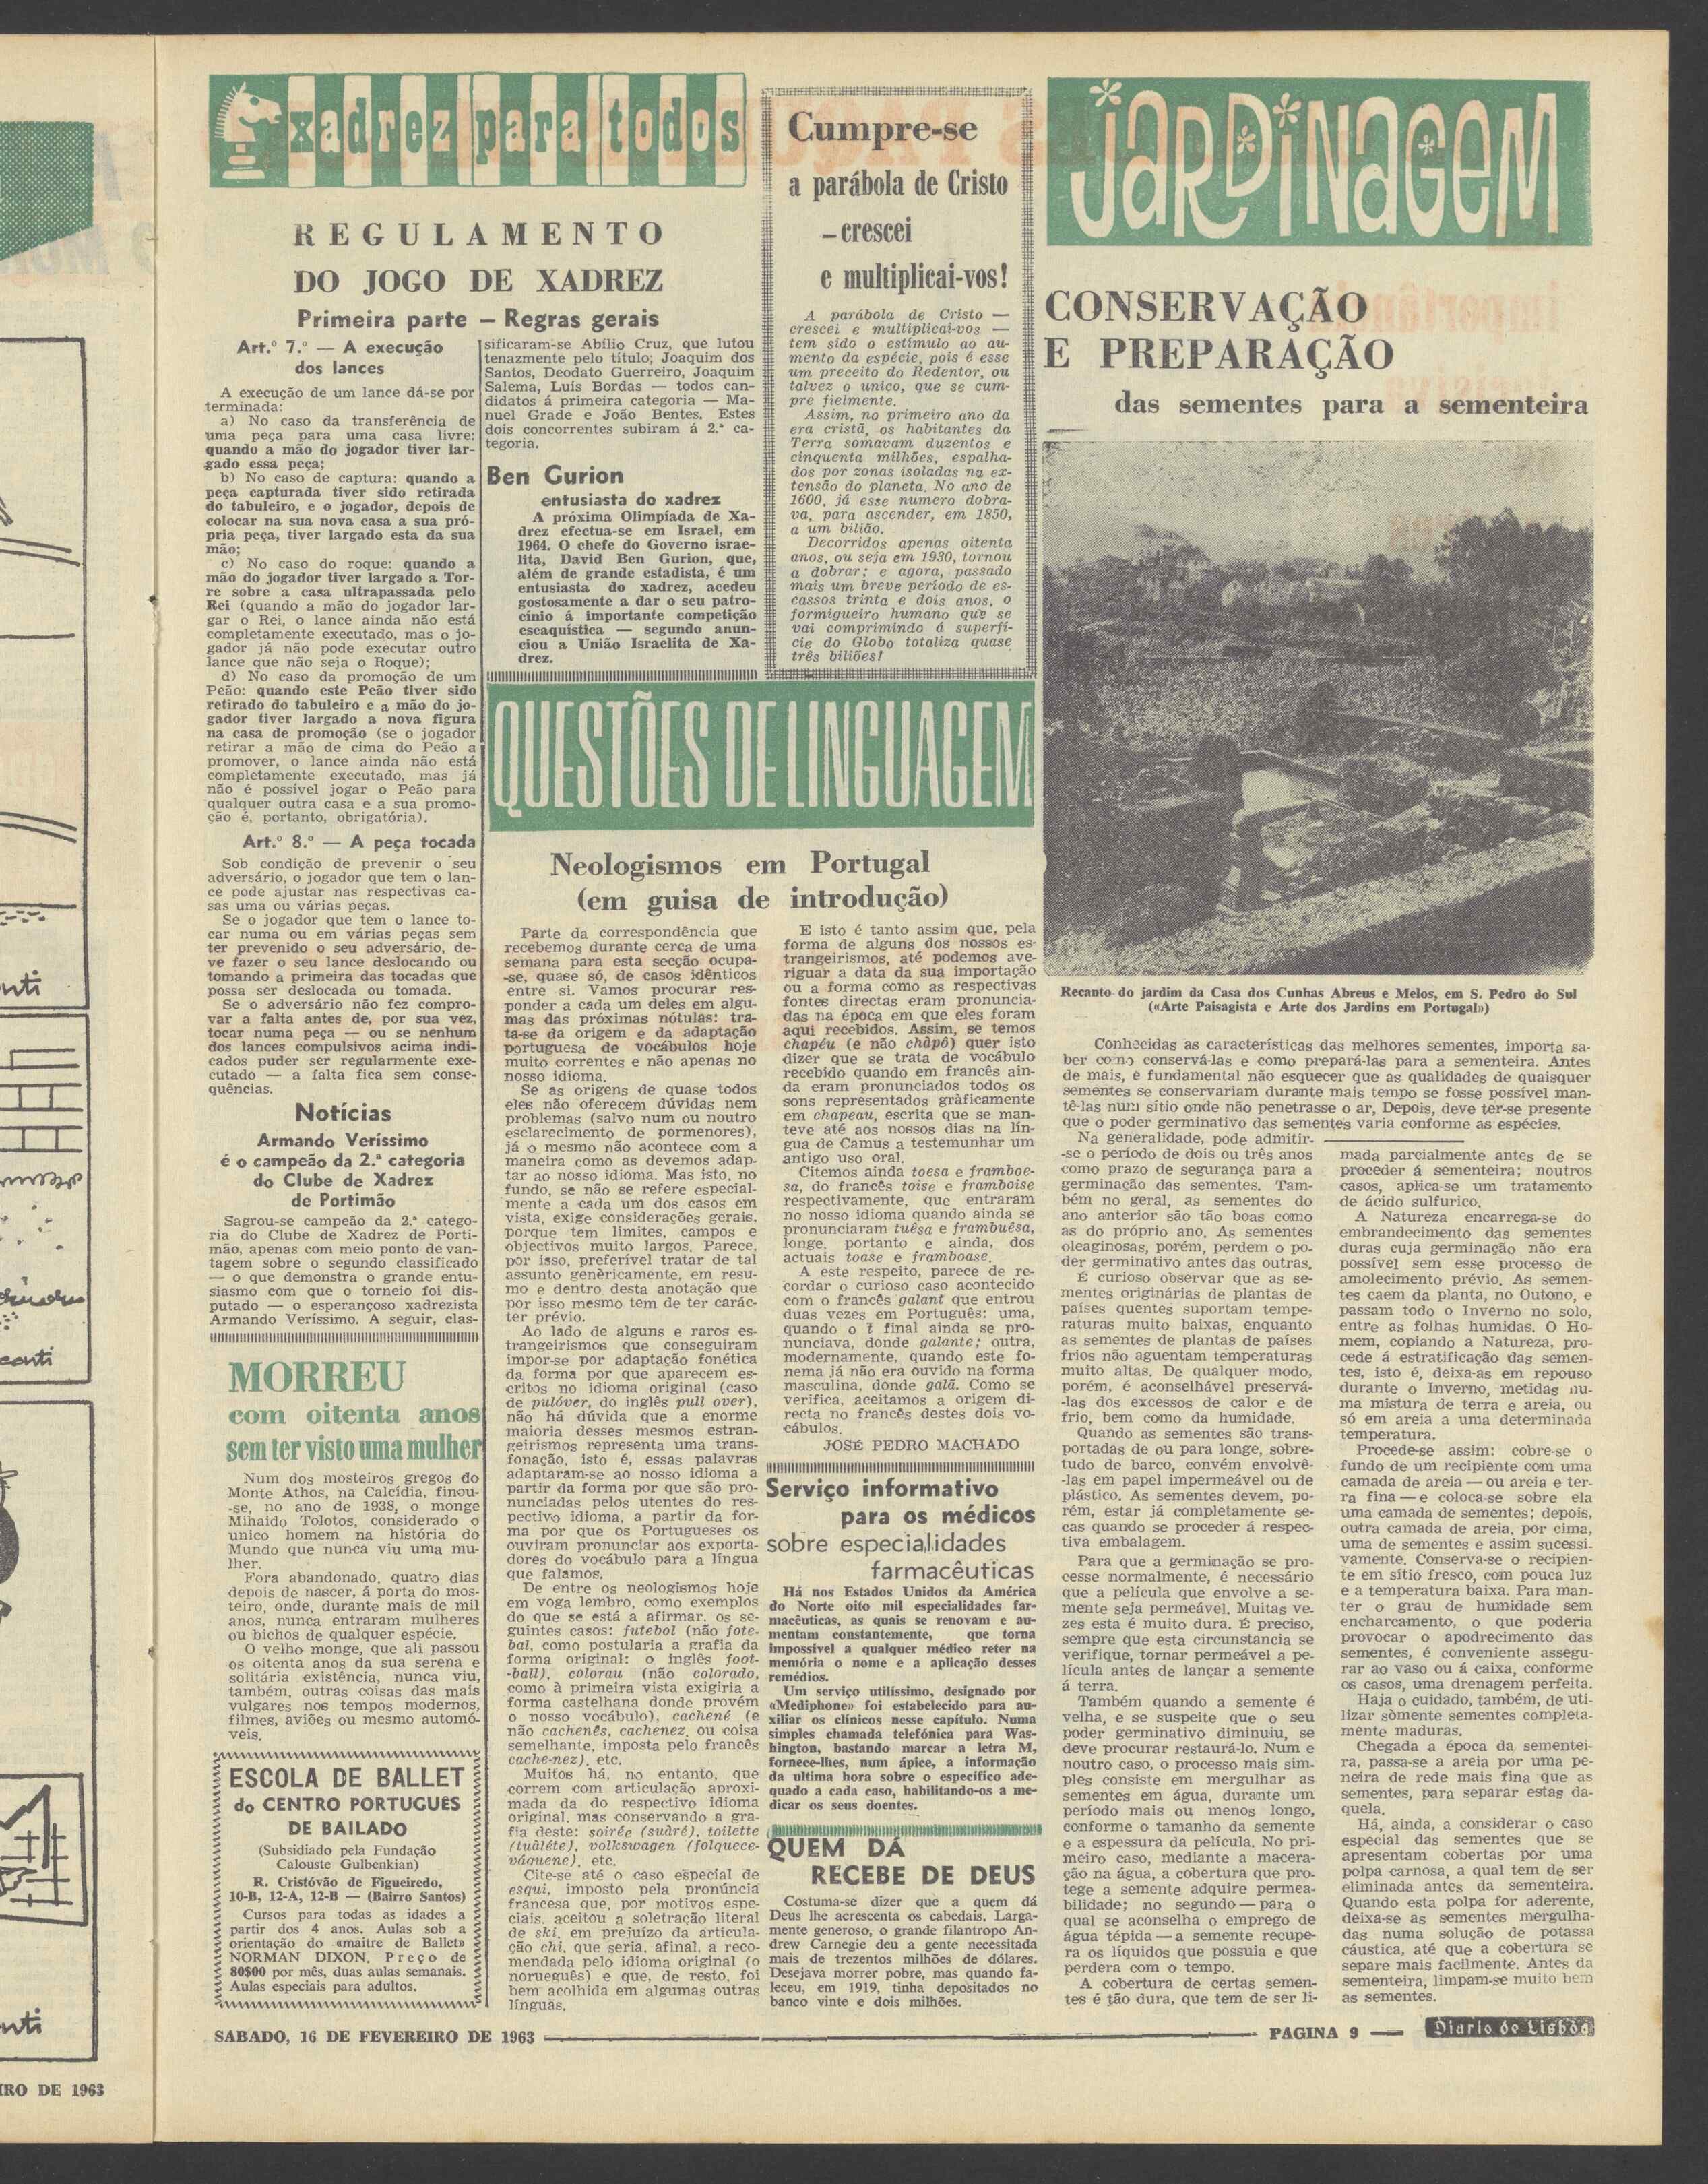 xadrez para todos
REGULAMENTO
DO JOGO DE XADREZ
Primeira parte — Regras gerais
Art.º 7.º — A execução
dos lances
A execução de um lance dá-se por
terminada:
a) No caso da transferência de
uma peça para uma casa livre:
quando a mão do jogador tiver lar-
gado essa peça;
b) No caso de captura: quando a
peça capturada tiver sido retirada
do tabuleiro, e o jogador, depois de
colocar na sua nova casa a sua pró-
pria peça, tiver largado esta da sua
mão;
c) No caso do roque: quando a
mão do jogador tiver largado a Tor-
re sobre a casa ultrapassada pelo
Rei (quando a mão do jogador lar-
gar o Rei, o lance ainda não está
completamente executado, mas o jo-
gador já não pode executar outro
lance que não seja o Roque);
d) No caso da promoção de um
Peão: quando este Peão tiver sido
retirado do tabuleiro e a mão do jo-
gador tiver largado a nova figura
na casa de promoção (se o jogador
retirar a mão de cima do Peão a
promover, o lance ainda não está
completamente executado, mas já
não é possível jogar o Peão para
qualquer outra casa e a sua promo-
ção é, portanto, obrigatória).
Art.º 8.º — A peça tocada
Sob condição de prevenir o seu
adversário, o jogador que tem o lan-
ce pode ajustar nas respectivas ca-
sas uma ou várias peças.
Se o jogador que tem o lance to-
car numa ou em várias peças sem
ter prevenido o seu adversário, de-
ve fazer o seu lance deslocando ou
tomando a primeira das tocadas que
possa ser deslocada ou tomada.
Se o adversário não fez compro-
var a falta antes de, por sua vez,
tocar numa peça — ou se nenhum
dos lances compulsivos acima indi-
cados puder ser regularmente exe-
cutado — a falta fica sem conse-
quências.
Notícias
Armando Veríssimo
é o campeão da 2.ª categoria
do Clube de Xadrez
de Portimão
Sagrou-se campeão da 2.ª catego-
ria do Clube de Xadrez de Porti-
mão, apenas com meio ponto de van-
tagem sobre o segundo classificado
— o que demonstra o grande entu-
siasmo com que o torneio foi dis-
putado — o esperançoso xadrezista
Armando Veríssimo. A seguir, clas-
sificaram-se Abílio Cruz, que lutou
tenazmente pelo título; Joaquim dos
Santos, Deodato Guerreiro, Joaquim
Salema, Luís Bordas — todos can-
didatos á primeira categoria — Ma-
nuel Grade e João Bentes. Estes
dois concorrentes subiram á 2.ª ca-
tegoria.
Ben Gurion
entusiasta do xadrez
A próxima Olimpíada de Xa-
drez efectua-se em Israel, em
1964. O chefe do Governo israe-
lita, David Ben Gurion, que,
além de grande estadista, é um
entusiasta do xadrez, acedeu
gostosamente a dar o seu patro-
cínio á importante competição
escaquística — segundo anun-
ciou a União Israelita de Xa-
drez.
MORREU
com oitenta anos
sem ter visto uma mulher
Num dos mosteiros gregos do
Monte Athos, na Calcídia, finou-
-se, no ano de 1938, o monge
Mihaido Tolotos, considerado o
unico homem na história do
Mundo que nunca viu uma mu-
lher.
Fora abandonado, quatro dias
depois de nascer, á porta do mos-
teiro, onde, durante mais de mil
anos, nunca entraram mulheres
ou bichos de qualquer espécie.
O velho monge, que ali passou
os oitenta anos da sua serena e
solitária existência, nunca viu,
também, outras coisas das mais
vulgares nos tempos modernos,
filmes, aviões ou mesmo automó-
veis.
ESCOLA DE BALLET
do CENTRO PORTUGUÊS
DE BAILADO
(Subsidiado pela Fundação
Calouste Gulbenkian)
R. Cristóvão de Figueiredo,
10-B, 12-A, 12-B — (Bairro Santos)
Cursos para todas as idades a
partir dos 4 anos. Aulas sob a
orientação do «maitre de Ballet»
NORMAN DIXON. Preço de
80$00 por mês, duas aulas semanais.
Aulas especiais para adultos.
Cumpre-se
a parábola de Cristo
– crescei
e multiplicai-vos!
A parábola de Cristo —
crescei e multiplicai-vos —
tem sido o estímulo ao au-
mento da espécie, pois é esse
um preceito do Redentor, ou
talvez o unico, que se cum-
pre fielmente.
Assim, no primeiro ano da
era cristã, os habitantes da
Terra somavam duzentos e
cinquenta milhões, espalha-
dos por zonas isoladas na ex-
tensão do planeta. No ano de
1600, já esse numero dobra-
va, para ascender, em 1850,
a um bilião.
Decorridos apenas oitenta
anos, ou seja em 1930, tornou
a dobrar; e agora, passado
mais um breve período de es-
cassos trinta e dois anos, o
formigueiro humano que se
vai comprimindo á superfí-
cie do Globo totaliza quase
três biliões!
QUESTÕES DE LINGUAGEM
Neologismos em Portugal
(em guisa de introdução)
Parte da correspondência que
recebemos durante cerca de uma
semana para esta secção ocupa-
-se, quase só, de casos idênticos
entre si. Vamos procurar res-
ponder a cada um deles em algu-
mas das próximas nótulas: tra-
ta-se da origem e da adaptação
portuguesa de vocábulos hoje
muito correntes e não apenas no
nosso idioma.
Se as origens de quase todos
eles não oferecem dúvidas nem
problemas (salvo num ou noutro
esclarecimento de pormenores),
já o mesmo não acontece com a
maneira como as devemos adap-
tar ao nosso idioma. Mas isto, no
fundo, se não se refere especial-
mente a cada um dos casos em
vista, exige considerações gerais,
porque tem limites, campos e
objectivos muito largos. Parece,
por isso, preferível tratar de tal
assunto genèricamente, em resu-
mo e dentro desta anotação que
por isso mesmo tem de ter carác-
ter prévio.
Ao lado de alguns e raros es-
trangeirismos que conseguiram
impor-se por adaptação fonética
da forma por que aparecem es-
critos no idioma original (caso
de pulóver, do inglês pull over),
não há dúvida que a enorme
maioria desses mesmos estran-
geirismos representa uma trans-
fonação, isto é, essas palavras
adaptaram-se ao nosso idioma a
partir da forma por que são pro-
nunciadas pelos utentes do res-
pectivo idioma, a partir da for-
ma por que os Portugueses os
ouviram pronunciar aos exporta-
dores do vocábulo para a língua
que falamos.
De entre os neologismos hoje
em voga lembro, como exemplos
do que se está a afirmar, os se-
guintes casos: futebol (não fote-
bal, como postularia a grafia da
forma original: o inglês foot-
-ball), colorau (não colorado,
como à primeira vista exigiria a
forma castelhana donde provém
o nosso vocábulo), cachené (e
não cachenês, cachenez, ou coisa
semelhante, imposta pelo francês
cache-nez), etc.
Muitos há, no entanto, que
correm com articulação aproxi-
mada da do respectivo idioma
original, mas conservando a gra-
fia deste: soirée (suàré), toilette
(tuàléte), volkswagen (folquece-
váguene), etc.
Cite-se até o caso especial de
esqui, imposto pela pronúncia
francesa que, por motivos espe-
ciais, aceitou a soletração literal
de ski, em prejuízo da articula-
ção chi, que seria, afinal, a reco-
mendada pelo idioma original (o
norueguês) e que, de resto, foi
bem acolhida em algumas outras
línguas.
E isto é tanto assim que, pela
forma de alguns dos nossos es-
trangeirismos, até podemos ave-
riguar a data da sua importação
ou a forma como as respectivas
fontes directas eram pronuncia-
das na época em que eles foram
aqui recebidos. Assim, se temos
chapéu (e não chàpô) quer isto
dizer que se trata de vocábulo
recebido quando em francês ain-
da eram pronunciados todos os
sons representados gràficamente
em chapeau, escrita que se man-
teve até aos nossos dias na lín-
gua de Camus a testemunhar um
antigo uso oral.
Citemos ainda toesa e framboe-
sa, do francês toise e framboise
respectivamente, que entraram
no nosso idioma quando ainda se
pronunciaram tuêsa e frambuêsa,
longe, portanto e ainda, dos
actuais toase e framboase.
A este respeito, parece de re-
cordar o curioso caso acontecido
com o francês galant que entrou
duas vezes em Português: uma,
quando o t final ainda se pro-
nunciava, donde galante; outra,
modernamente, quando este fo-
nema já não era ouvido na forma
masculina, donde galã. Como se
verifica, aceitamos a origem di-
recta no francês destes dois vo-
cábulos.
JOSÉ PEDRO MACHADO
Serviço informativo
para os médicos
sobre especialidades
farmacêuticas
Há nos Estados Unidos da América
do Norte oito mil especialidades far-
macêuticas, as quais se renovam e au-
mentam constantemente, que torna
impossível a qualquer médico reter na
memória o nome e a aplicação desses
remédios.
Um serviço utilíssimo, designado por
«Mediphone» foi estabelecido para au-
xiliar os clínicos nesse capítulo. Numa
simples chamada telefónica para Was-
hington, bastando marcar a letra M,
fornece-lhes, num ápice, a informação
da ultima hora sobre o específico ade-
quado a cada caso, habilitando-os a me-
dicar os seus doentes.
QUEM DÁ
RECEBE DE DEUS
Costuma-se dizer que a quem dá
Deus lhe acrescenta os cabedais. Larga-
mente generoso, o grande filantropo An-
drew Carnegie deu a gente necessitada
mais de trezentos milhões de dólares.
Desejava morrer pobre, mas quando fa-
leceu, em 1919, tinha depositados no
banco vinte e dois milhões.
JARDINAGEM
CONSERVAÇÃO
E PREPARAÇÃO
das sementes para a sementeira
Recanto do jardim da Casa dos Cunhas Abreus e Melos, em S. Pedro do Sul
(«Arte Paisagista e Arte dos Jardins em Portugal»)
Conhecidas as características das melhores sementes, importa sa-
ber como conservá-las e como prepará-las para a sementeira. Antes
de mais, é fundamental não esquecer que as qualidades de quaisquer
sementes se conservariam durante mais tempo se fosse possível man-
tê-las num sítio onde não penetrasse o ar, Depois, deve ter-se presente
que o poder germinativo das sementes varia conforme as espécies.
Na generalidade, pode admitir-
-se o período de dois ou três anos
como prazo de segurança para a
germinação das sementes. Tam-
bém no geral, as sementes do
ano anterior são tão boas como
as do próprio ano. As sementes
oleaginosas, porém, perdem o po-
der germinativo antes das outras.
É curioso observar que as se-
mentes originárias de plantas de
países quentes suportam tempe-
raturas muito baixas, enquanto
as sementes de plantas de países
frios não aguentam temperaturas
muito altas. De qualquer modo,
porém, é aconselhável preservá-
-las dos excessos de calor e de
frio, bem como da humidade.
Quando as sementes são trans-
portadas de ou para longe, sobre-
tudo de barco, convém envolvê-
-las em papel impermeável ou de
plástico. As sementes devem, po-
rém, estar já completamente se-
cas quando se proceder á respec-
tiva embalagem.
Para que a germinação se pro-
cesse normalmente, é necessário
que a película que envolve a se-
mente seja permeável. Muitas ve-
zes esta é muito dura. É preciso,
sempre que esta circunstancia se
verifique, tornar permeável a pe-
lícula antes de lançar a semente
á terra.
Também quando a semente é
velha, e se suspeite que o seu
poder germinativo diminuiu, se
deve procurar restaurá-lo. Num e
noutro caso, o processo mais sim-
ples consiste em mergulhar as
sementes em água, durante um
período mais ou menos longo,
conforme o tamanho da semente
e a espessura da película. No pri-
meiro caso, mediante a macera-
ção na água, a cobertura que pro-
tege a semente adquire permea-
bilidade; no segundo — para o
qual se aconselha o emprego de
água tépida — a semente recupe-
ra os líquidos que possuia e que
perdera com o tempo.
A cobertura de certas semen-
tes é tão dura, que tem de ser li-
mada parcialmente antes de se
proceder á sementeira; noutros
casos, aplica-se um tratamento
de ácido sulfurico.
A Natureza encarrega-se do
embrandecimento das sementes
duras cuja germinação não era
possível sem esse processo de
amolecimento prévio. As semen-
tes caem da planta, no Outono, e
passam todo o Inverno no solo,
entre as folhas humidas. O Ho-
mem, copiando a Natureza, pro-
cede á estratificação das semen-
tes, isto é, deixa-as em repouso
durante o Inverno, metidas nu-
ma mistura de terra e areia, ou
só em areia a uma determinada
temperatura.
Procede-se assim: cobre-se o
fundo de um recipiente com uma
camada de areia — ou areia e ter-
ra fina — e coloca-se sobre ela
uma camada de sementes; depois,
outra camada de areia, por cima,
uma de sementes e assim sucessi-
vamente. Conserva-se o recipien-
te em sítio fresco, com pouca luz
e a temperatura baixa. Para man-
ter o grau de humidade sem
encharcamento, o que poderia
provocar o apodrecimento das
sementes, é conveniente assegu-
rar ao vaso ou á caixa, conforme
os casos, uma drenagem perfeita.
Haja o cuidado, também, de uti-
lizar sòmente sementes completa-
mente maduras.
Chegada a época da sementei-
ra, passa-se a areia por uma pe-
neira de rede mais fina que as
sementes, para separar estas da-
quela.
Há, ainda, a considerar o caso
especial das sementes que se
apresentam cobertas por uma
polpa carnosa, a qual tem de ser
eliminada antes da sementeira.
Quando esta polpa for aderente,
deixa-se as sementes mergulha-
das numa solução de potassa
cáustica, até que a cobertura se
separe mais facilmente. Antes da
sementeira, limpam-se muito bem
as sementes.
SABADO, 16 DE FEVEREIRO DE 1963
PAGINA 9
Diario de Lisboa
IRO DE 1963